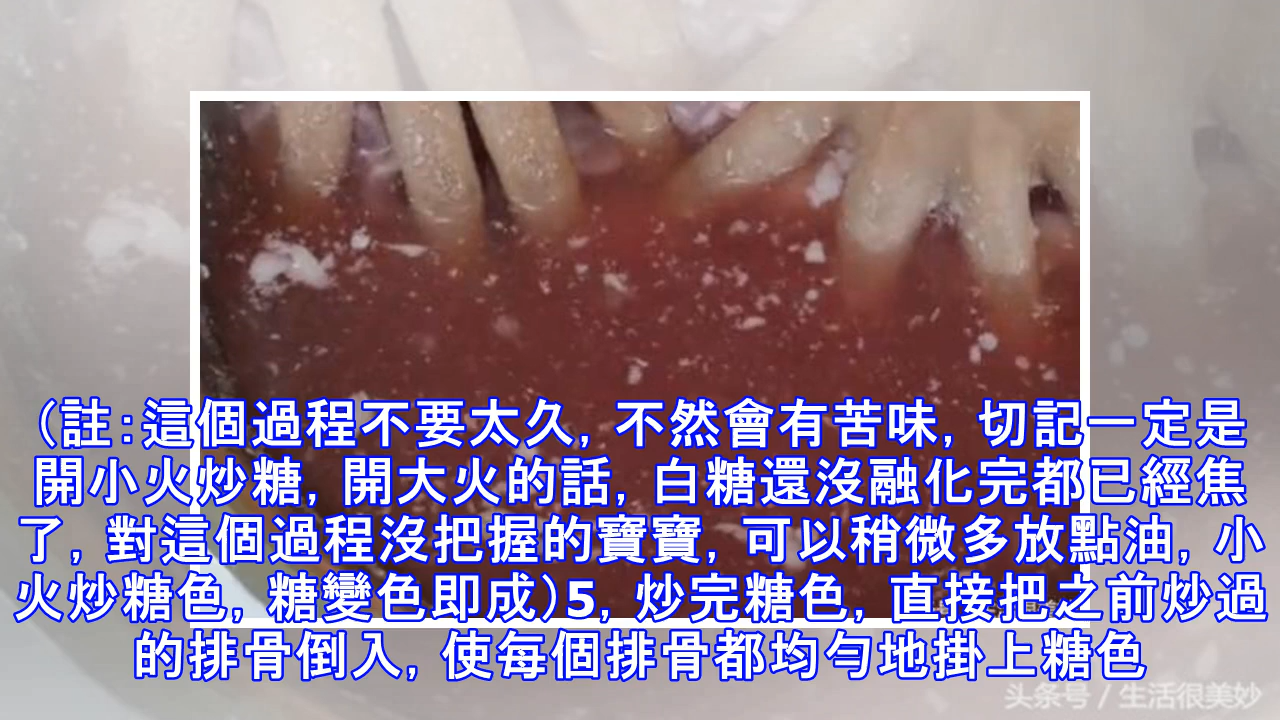 (註:這個過程不要太久, 不然會有苦味, 切記一定是
開小火炒糖, 開大火的話, 白糖還沒融化完都已經焦
了, 對這個過程沒把握的寶寶, 可以稍微多放點油, 小
火炒糖色, 糖變色即成)5, 炒完糖色, 直接把之前炒過
的排骨倒入, 使每個排骨都均勻地掛上糖色
头条号 / 生活很美妙